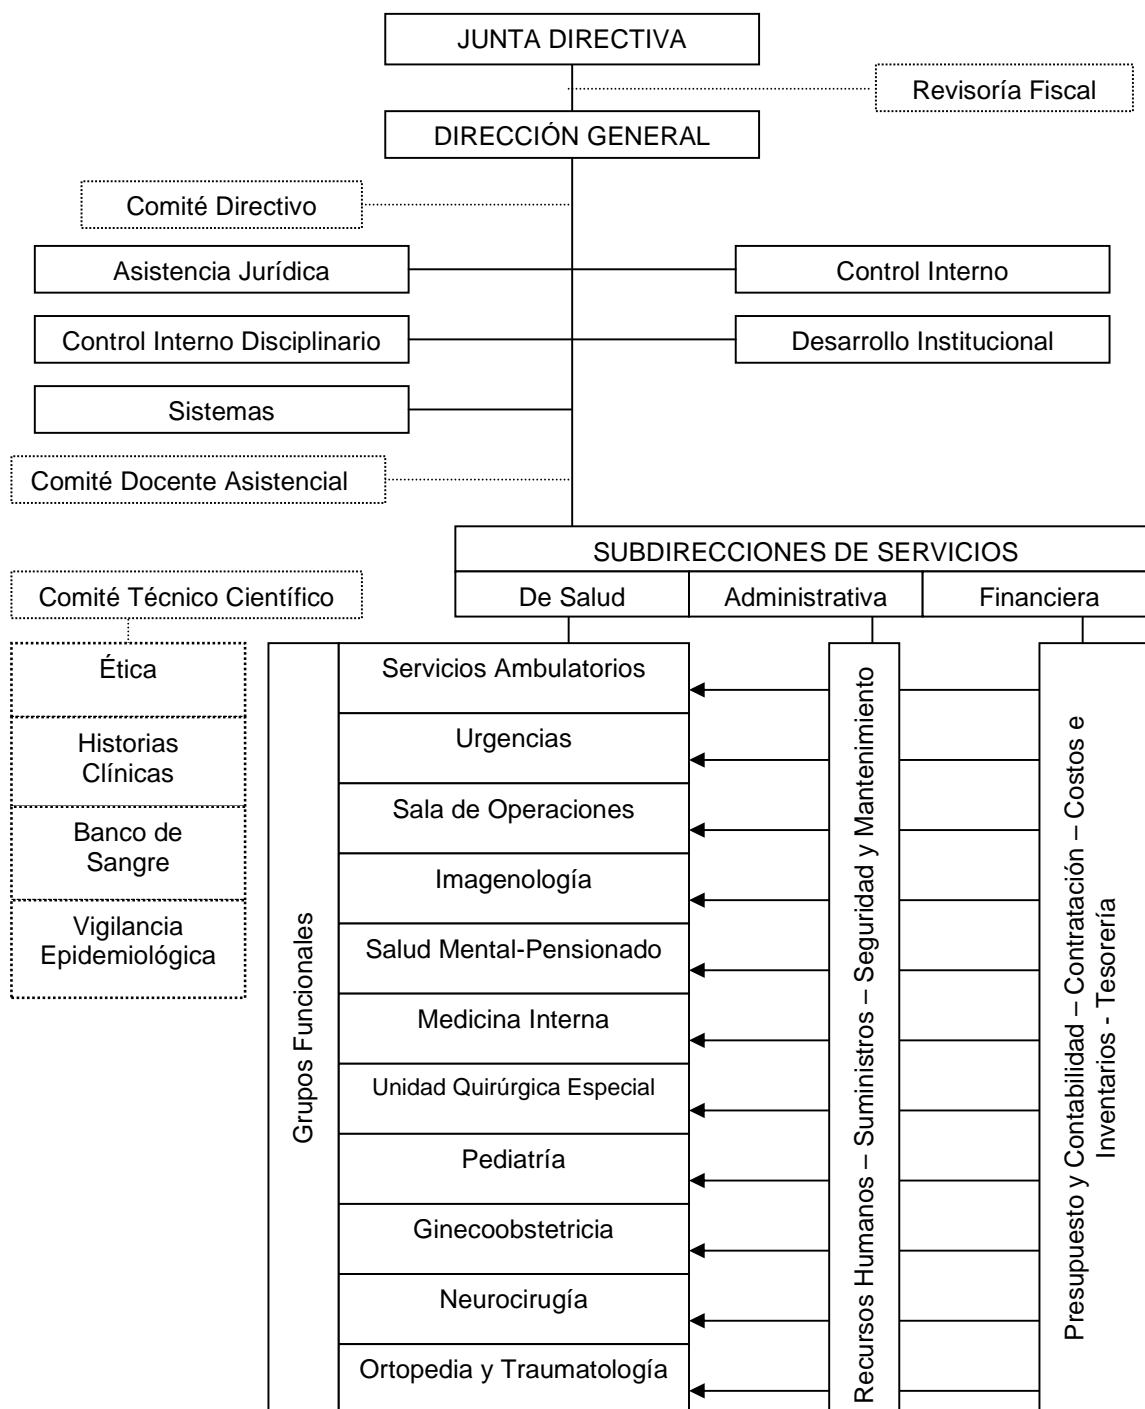 JUNTA DIRECTIVA
Revisoría Fiscal
DIRECCIÓN GENERAL
Comité Directivo
Asistencia Jurídica
Control Interno
Control Interno Disciplinario
Desarrollo Institucional
Sistemas
Comité Docente Asistencial
SUBDIRECCIONES DE SERVICIOS
De Salud
Administrativa
Financiera
Comité Técnico Científico
Ética
Historias
Clínicas
Banco de
Sangre
Vigilancia
Epidemiológica
Grupos Funcionales
Servicios Ambulatorios
Urgencias
Sala de Operaciones
Imagenología
Salud Mental-Pensionado
Medicina Interna
Unidad Quirúrgica Especial
Pediatría
Ginecoobstetricia
Neurocirugía
Ortopedia y Traumatología
Recursos Humanos – Suministros – Seguridad y Mantenimiento
Presupuesto y Contabilidad – Contratación – Costos e
Inventarios - Tesorería